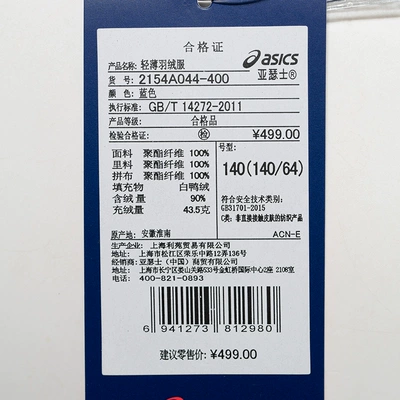 合格证
asics
亚瑟士®
产品名称: 轻薄羽绒服
货 号: 2154A044-400
颜 色: 蓝色
执行标准: GB/T 14272-2011
产品等级: 合格品
检验合格证: 检 ¥499.00
面料 聚酯纤维 100%
里料 聚酯纤维 100%
拼布 聚酯纤维 100%
填充物 白鸭绒
含绒量 90%
充绒量 43.5克
号型:
140(140/64)
符合安全技术类别:
GB31701-2015
C类: 非直接接触皮肤的纺织产品
原产地: 安徽淮南 ACN-E
生产企业: 上海利苑贸易有限公司
地址: 上海市松江区荣乐中路12弄136号
经销商: 亚瑟士(中国)商贸有限公司
地址: 上海市长宁区娄山关路533号金虹桥国际中心2座 2106室
电话: 400-821-0893
6 941273 812980
建议零售价: ¥499.00